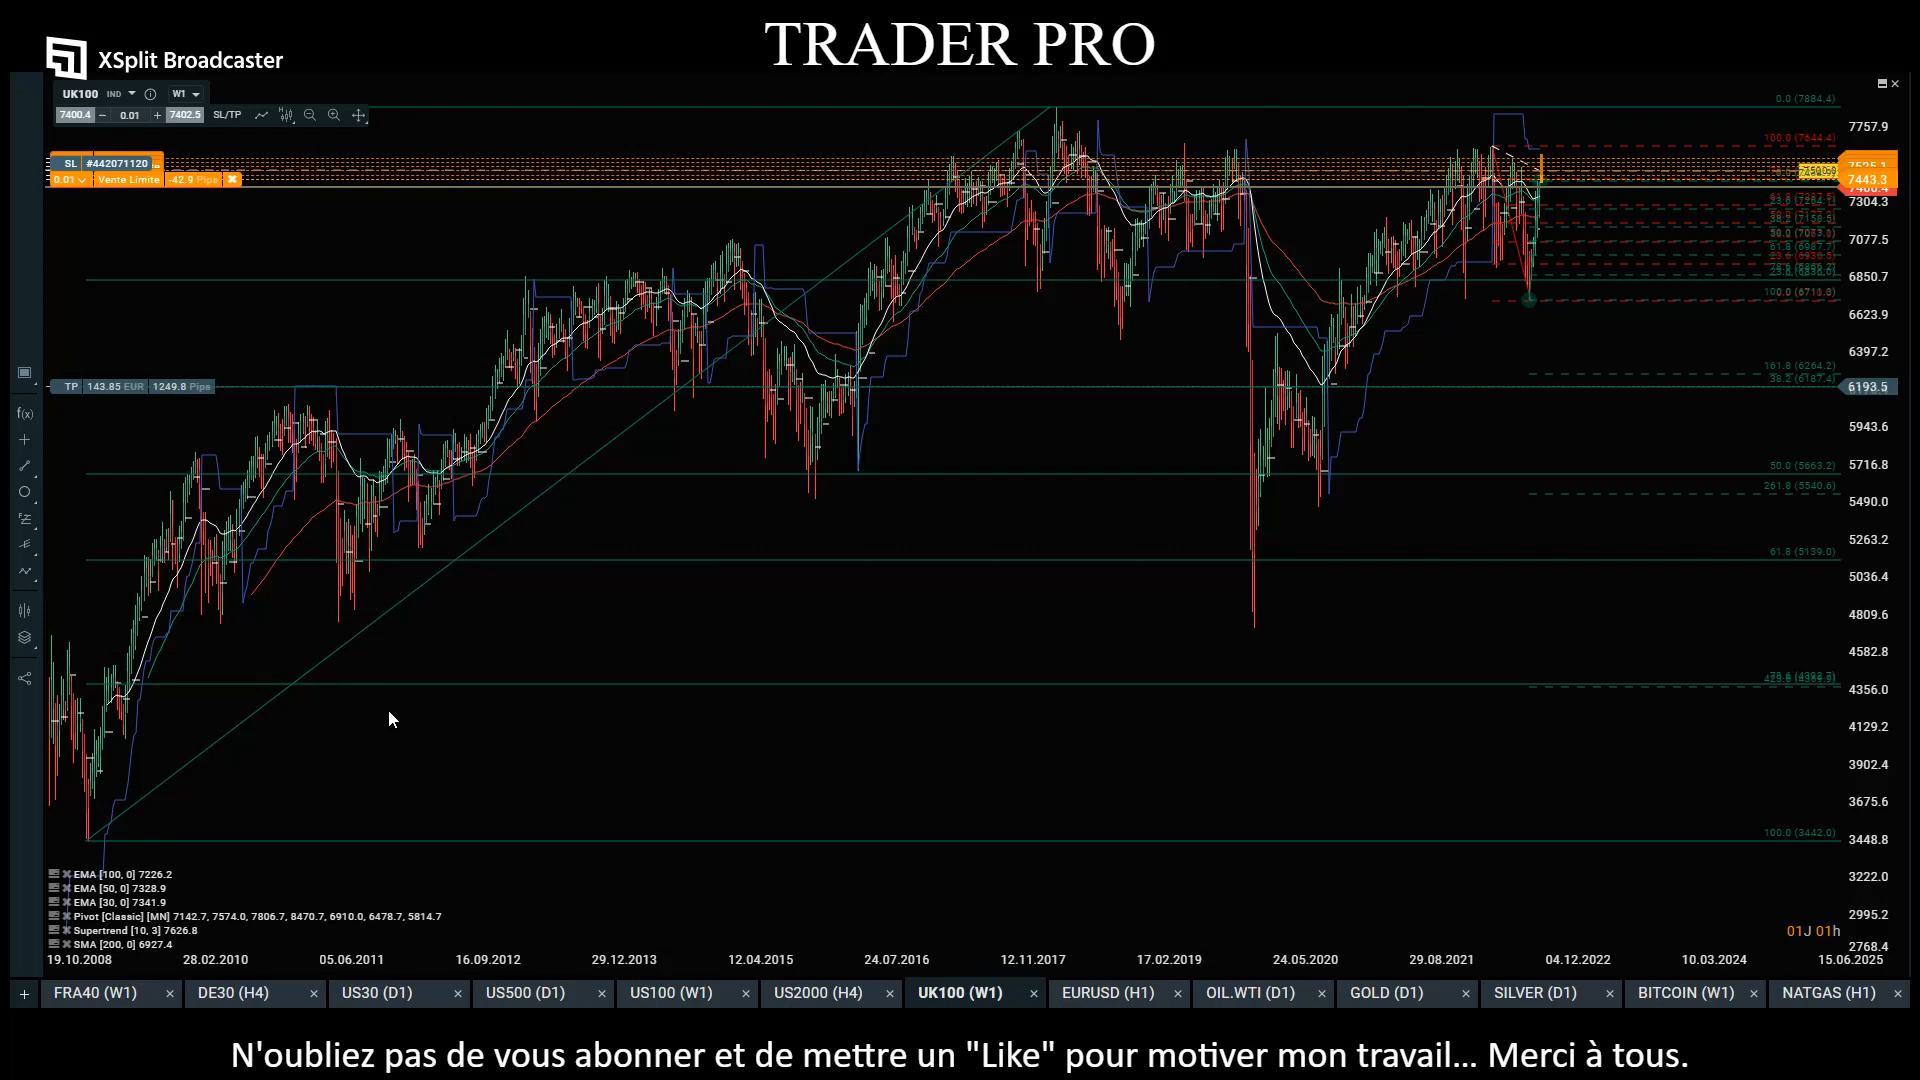 TRADER PRO
XSplit Broadcaster
UK100 IND W1
7400.4 − 0.01 + 7402.5 SL/TP
SL #442071120
0.01 Vente Limite -42.9 Pips
TP 143.85 EUR 1249.8 Pips
f(x)
0.0 (7884.4)
7757.9
100.0 (7644.4)
7443.3
7304.3
7077.5
6850.7
6623.9
161.8 (6264.2)
6397.2
38.2 (6187.4)
6193.5
5943.6
50.0 (5663.2)
5716.8
261.8 (5540.6)
5490.0
5263.2
61.8 (5139.0)
5036.4
4809.6
4582.8
4356.0
4129.2
3902.4
3675.6
100.0 (3442.0)
3448.8
3222.0
2995.2
2768.4
EMA [100, 0] 7226.2
EMA [50, 0] 7328.9
EMA [30, 0] 7341.9
Pivot [Classic] [MN] 7142.7, 7574.0, 7806.7, 8470.7, 6910.0, 6478.7, 5814.7
Supertrend [10, 3] 7626.8
SMA [200, 0] 6927.4
01J 01h
19.10.2008 28.02.2010 05.06.2011 16.09.2012 29.12.2013 12.04.2015 24.07.2016 12.11.2017 17.02.2019 24.05.2020 29.08.2021 04.12.2022 10.03.2024 15.06.2025
+ FRA40 (W1) × DE30 (H4) × US30 (D1) × US500 (D1) × US100 (W1) × US2000 (H4) × UK100 (W1) × EURUSD (H1) × OIL.WTI (D1) × GOLD (D1) × SILVER (D1) × BITCOIN (W1) × NATGAS (H1) ×
N'oubliez pas de vous abonner et de mettre un "Like" pour motiver mon travail... Merci à tous.